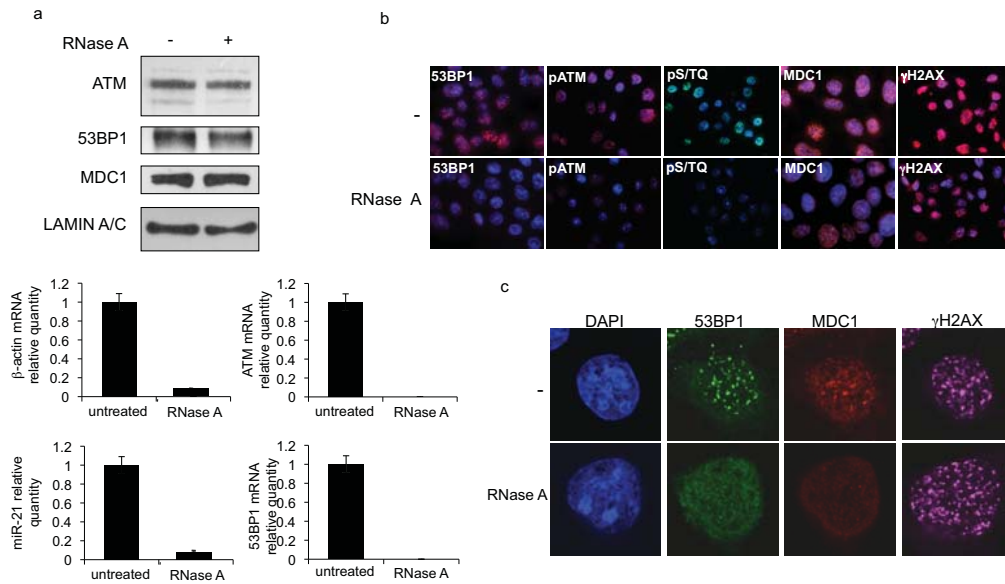 a
RNase A - +
ATM
53BP1
MDC1
LAMIN A/C
β-actin mRNA
relative quantity
1.2
1
0.8
0.6
0.4
0.2
0
untreated RNase A
ATM mRNA
relative quantity
1.2
1
0.8
0.6
0.4
0.2
0
untreated RNase A
miR-21 relative
quantity
1.2
1
0.8
0.6
0.4
0.2
0
untreated RNase A
53BP1 mRNA
relative quantity
1.2
1
0.8
0.6
0.4
0.2
0
untreated RNase A
b
-
53BP1 pATM pS/TQ MDC1 γH2AX
RNase A
53BP1 pATM pS/TQ MDC1 γH2AX
c
DAPI 53BP1 MDC1 γH2AX
-
RNase A